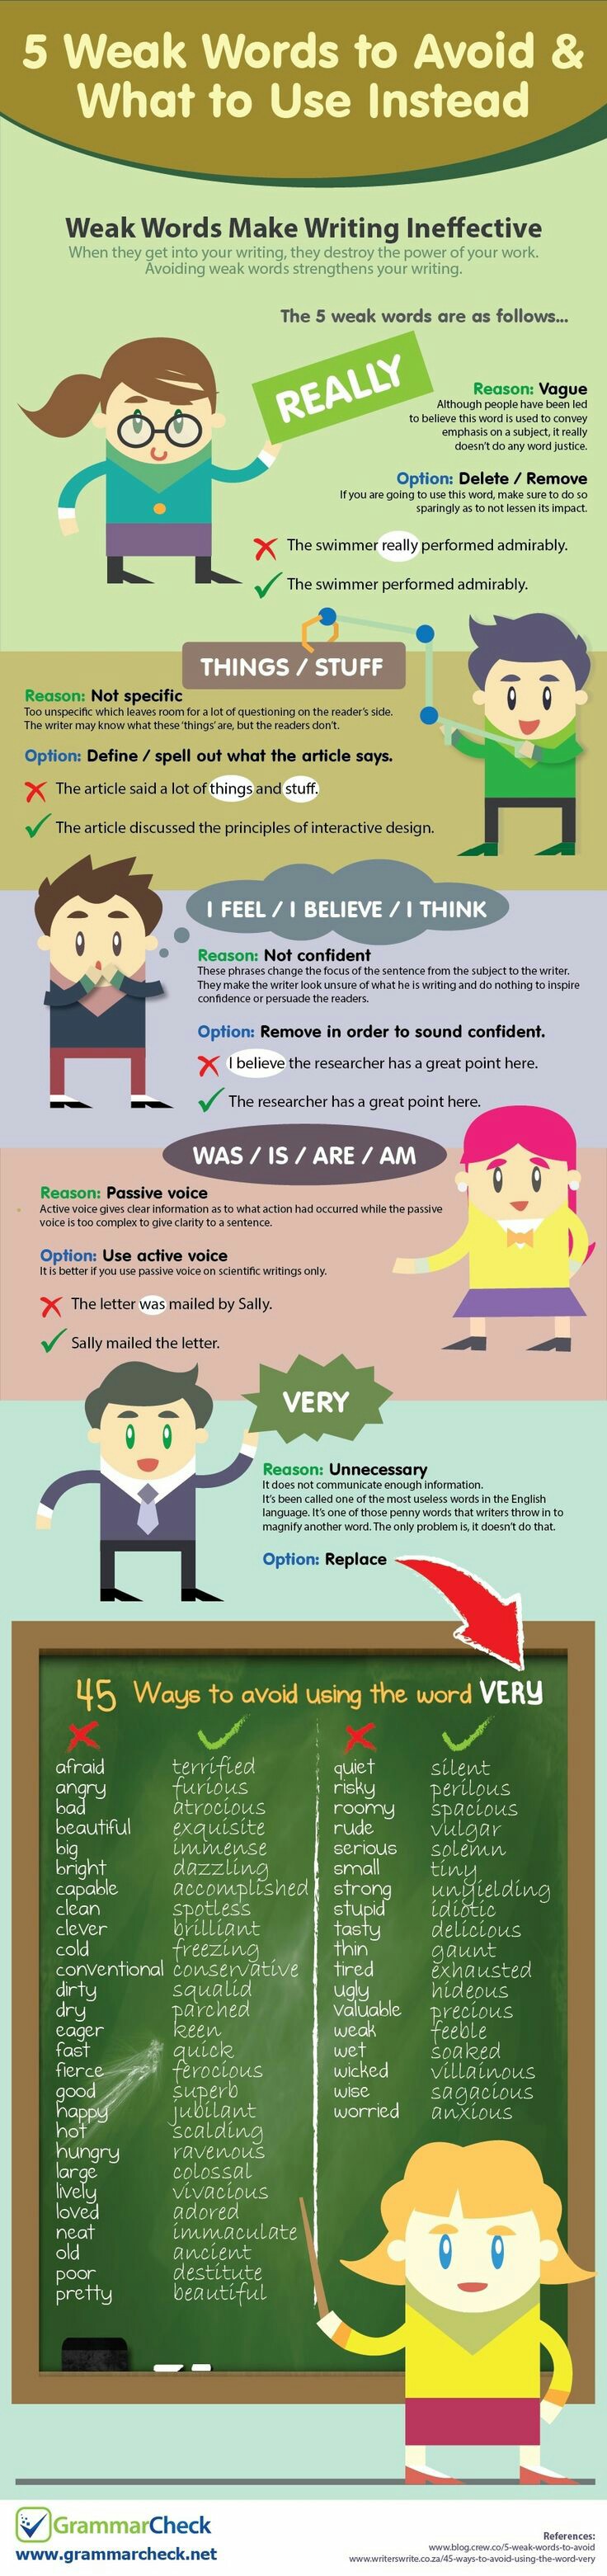 5 Weak Words to Avoid &
What to Use Instead
Weak Words Make Writing Ineffective
When they get into your writing, they destroy the power of your work.
Avoiding weak words strengthens your writing.
The 5 weak words are as follows...
REALLY
Reason: Vague
Although people have been led
to believe this word is used to convey
emphasis on a subject, it really
doesn't do any word justice.
Option: Delete / Remove
If you are going to use this word, make sure to do so
sparingly as to not lessen its impact.
The swimmer really performed admirably.
The swimmer performed admirably.
THINGS / STUFF
Reason: Not specific
Too unspecific which leaves room for a lot of questioning on the reader's side.
The writer may know what these 'things' are, but the readers don't.
Option: Define / spell out what the article says.
The article said a lot of things and stuff.
The article discussed the principles of interactive design.
I FEEL / I BELIEVE / I THINK
Reason: Not confident
These phrases change the focus of the sentence from the subject to the writer.
They make the writer look unsure of what he is writing and do nothing to inspire
confidence or persuade the readers.
Option: Remove in order to sound confident.
I believe the researcher has a great point here.
The researcher has a great point here.
WAS / IS / ARE / AM
Reason: Passive voice
Active voice gives clear information as to what action had occurred while the passive
voice is too complex to give clarity to a sentence.
Option: Use active voice
It is better if you use passive voice on scientific writings only.
The letter was mailed by Sally.
Sally mailed the letter.
VERY
Reason: Unnecessary
It does not communicate enough information.
It's been called one of the most useless words in the English
language. It's one of those penny words that writers throw in to
magnify another word. The only problem is, it doesn't do that.
Option: Replace
45 Ways to avoid using the word VERY
afraid terrified
angry furious
bad atrocious
beautiful exquisite
big immense
bright dazzling
capable accomplished
clean spotless
clever brilliant
cold freezing
conventional conservative
dirty squalid
dry parched
eager keen
fast quick
fierce ferocious
good superb
happy jubilant
hot scalding
hungry ravenous
large colossal
lively vivacious
loved adored
neat immaculate
old ancient
poor destitute
pretty beautiful
quiet silent
risky perilous
roomy spacious
rude vulgar
serious solemn
small tiny
strong unyielding
stupid idiotic
tasty delicious
thin gaunt
tired exhausted
ugly hideous
valuable precious
weak feeble
wet soaked
wicked villainous
wise sagacious
worried anxious
GrammarCheck
www.grammarcheck.net
References:
www.blog.crew.co/5-weak-words-to-avoid
www.writerswrite.co.za/45-ways-to-avoid-using-the-word-very